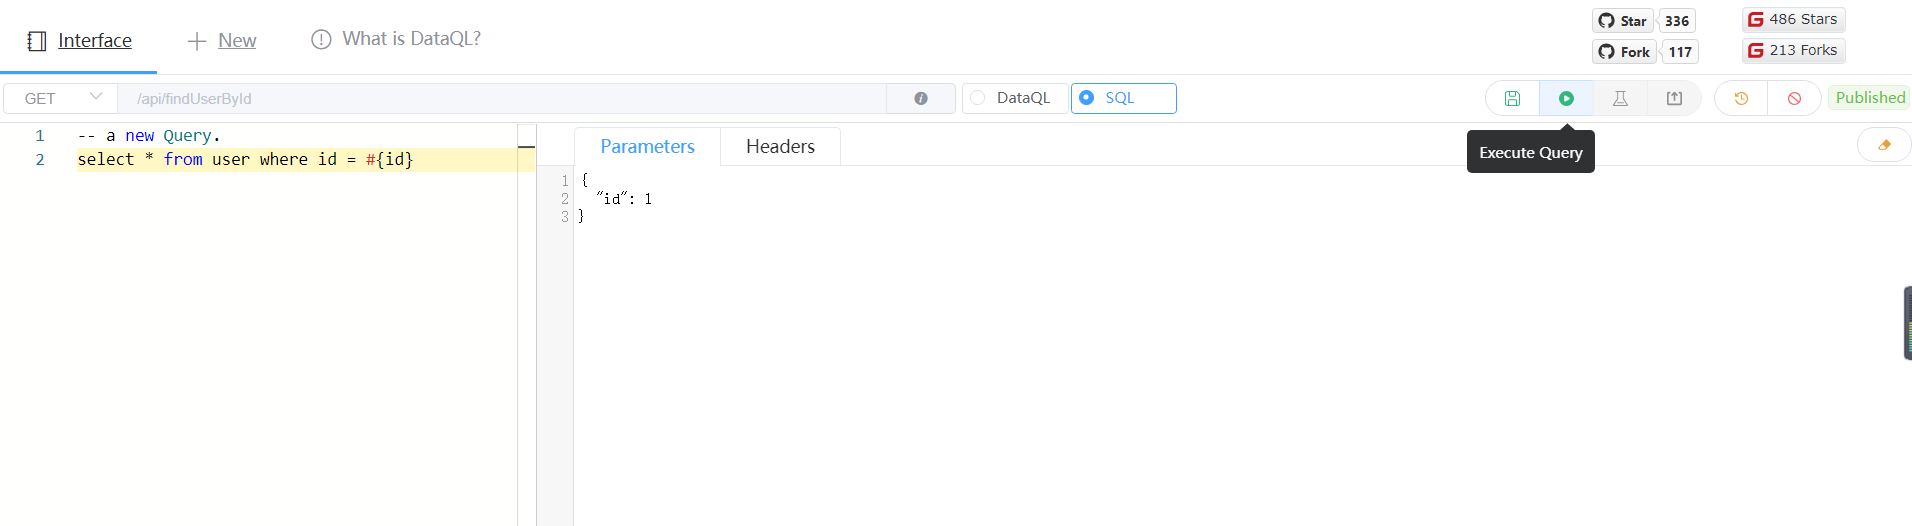 Interface
New
What is DataQL?
Star 336
486 Stars
Fork 117
213 Forks
GET
/api/findUserById
DataQL
SQL
Published
Execute Query
1 -- a new Query.
2 select * from user where id = #{id}
Parameters
Headers
1 {
2 "id": 1
3 }